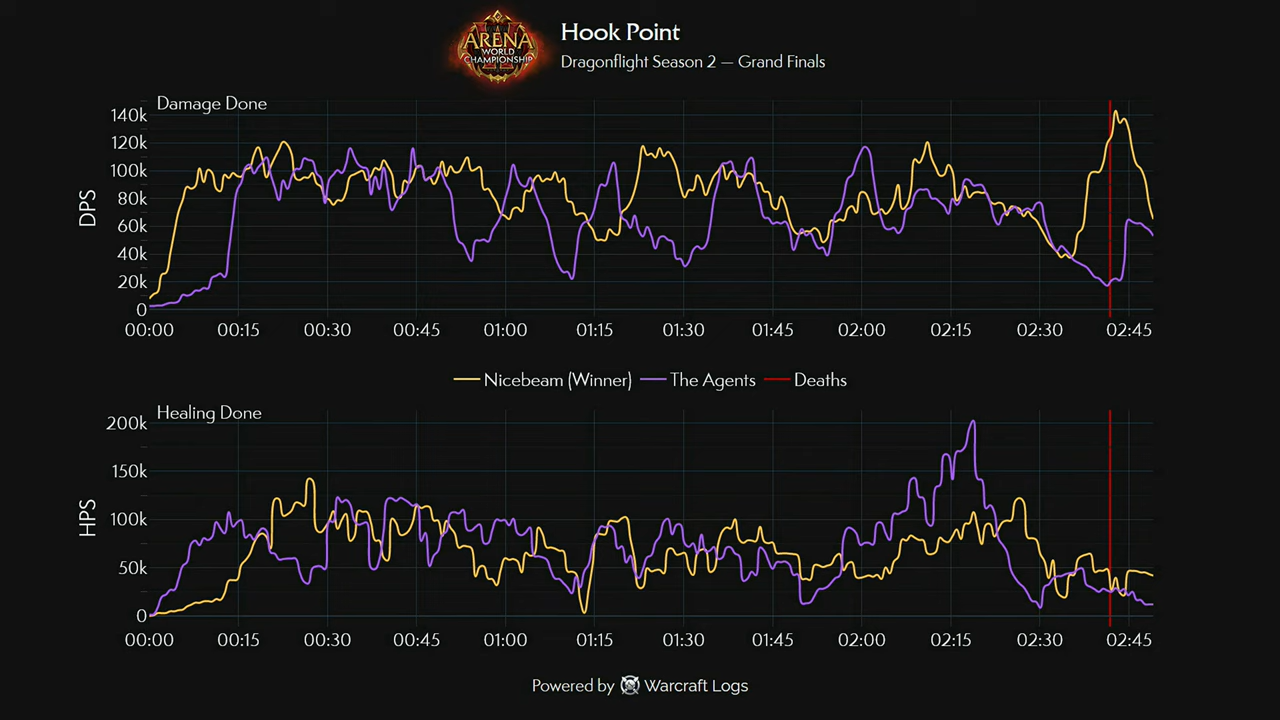 ARENA
WORLD
CHAMPIONSHIP
Hook Point
Dragonflight Season 2 — Grand Finals
Damage Done
DPS
140k
120k
100k
80k
60k
40k
20k
0
00:00 00:15 00:30 00:45 01:00 01:15 01:30 01:45 02:00 02:15 02:30 02:45
Nicebeam (Winner) The Agents Deaths
Healing Done
HPS
200k
150k
100k
50k
0
00:00 00:15 00:30 00:45 01:00 01:15 01:30 01:45 02:00 02:15 02:30 02:45
Powered by Warcraft Logs